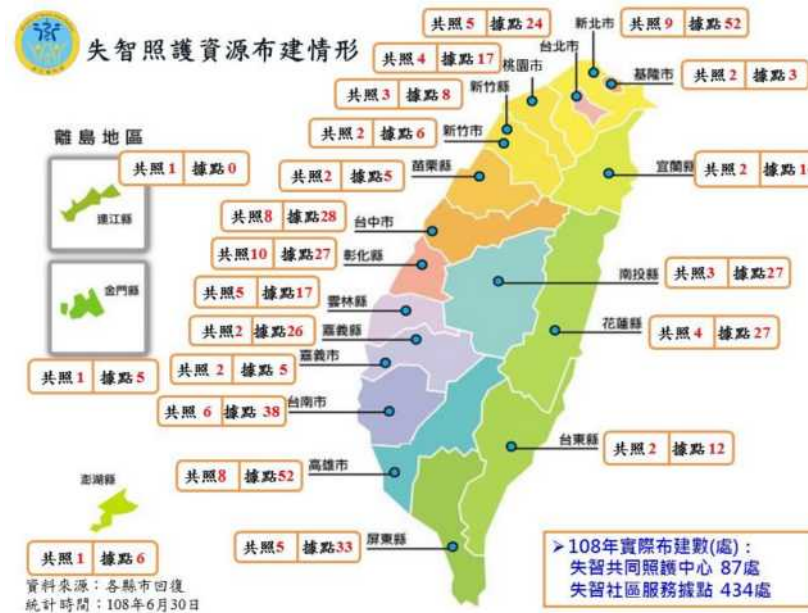 失智照護資源布建情形
共照5 據點24
新北市
共照9 據點52
共照4 據點17
桃園市
台北市
基隆市
共照2 據點3
共照3 據點8
新竹縣
共照2 據點6
新竹市
離島地區
共照1 據點0
連江縣
共照2 據點5
苗栗縣
宜蘭縣
共照2
共照8 據點28
台中市
共照10 據點27
彰化縣
南投縣
共照3 據點27
金門縣
共照5 據點17
雲林縣
花蓮縣
共照4 據點27
共照2 據點26
嘉義縣
共照1 據點5
共照2 據點5
嘉義市
共照6 據點38
台南市
台東縣
共照2 據點12
共照8 據點52
高雄市
澎湖縣
共照1 據點6
共照5 據點33
屏東縣
➢108年實際布建數(處)：
失智共同照護中心 87處
失智社區服務據點 434處
資料來源：各縣市回復
統計時間：108年6月30日